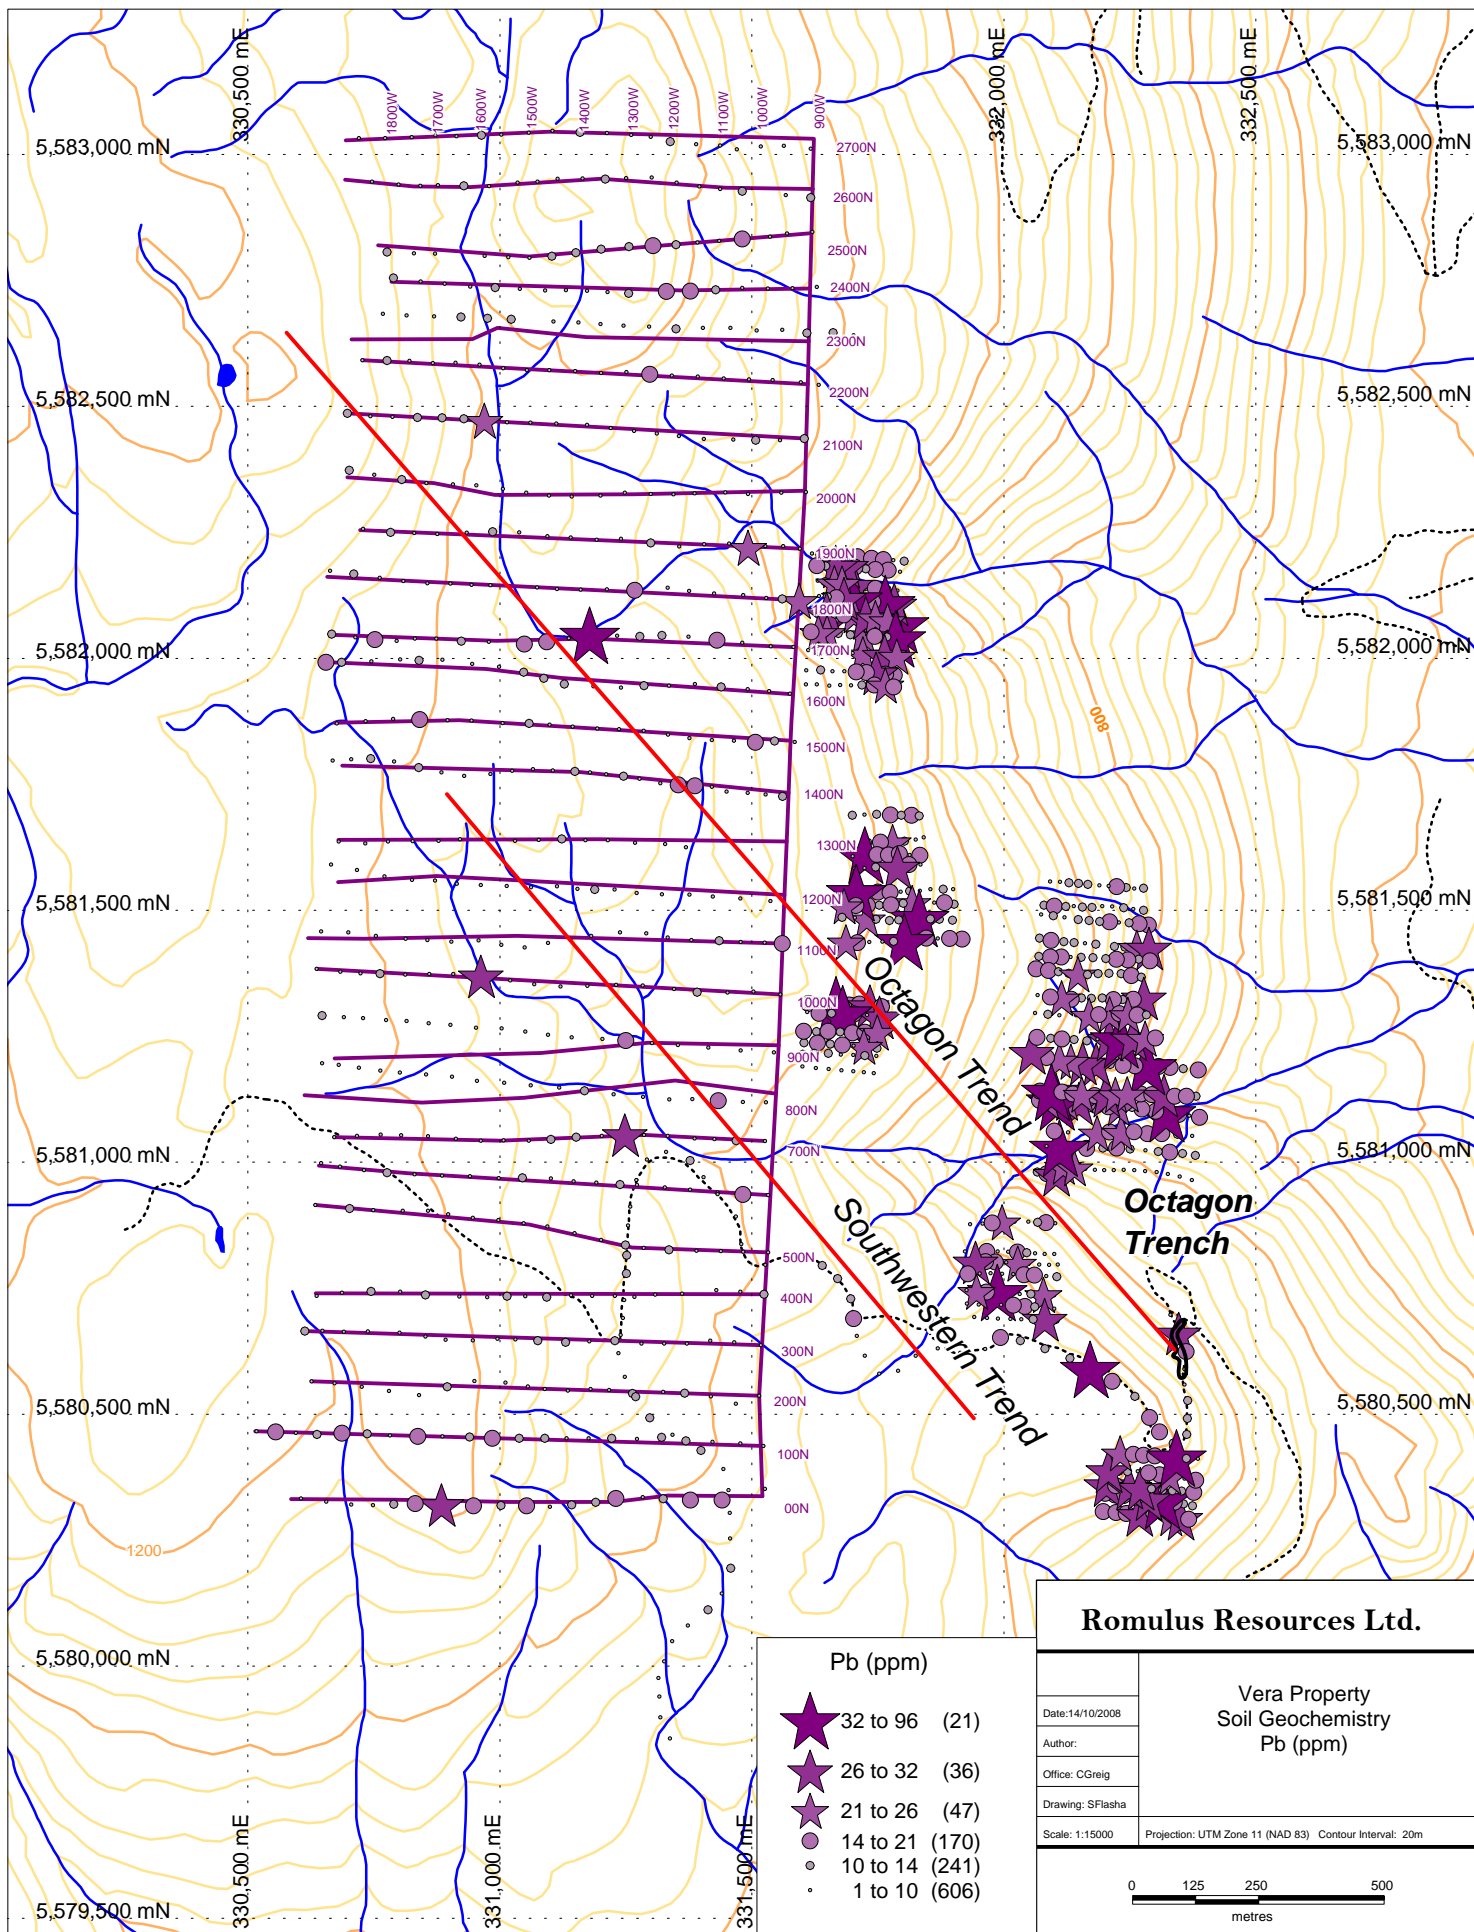 330,500 mE
332,000 mE
332,500 mE
1800W
1700W
1600W
1500W
1400W
1300W
1200W
1100W
1000W
900W
5,583,000 mN
2700N
5,583,000 mN
2600N
2500N
2400N
2300N
5,582,500 mN
2200N
5,582,500 mN
2100N
2000N
1900N
1800N
5,582,000 mN
1700N
5,582,000 mN
1600N
800
1500N
1400N
1300N
5,581,500 mN
1200N
5,581,500 mN
1100N
Octagon Trend
1000N
900N
800N
5,581,000 mN
700N
5,581,000 mN
Octagon
Trench
Southwestern Trend
500N
400N
300N
5,580,500 mN
200N
5,580,500 mN
100N
00N
1200
5,580,000 mN
5,579,500 mN
330,500 mE
331,000 mE
331,500 mE
Pb (ppm)
32 to 96 (21)
26 to 32 (36)
21 to 26 (47)
14 to 21 (170)
10 to 14 (241)
1 to 10 (606)
Romulus Resources Ltd.
Date:14/10/2008
Author:
Office: CGreig
Drawing: SFlasha
Scale: 1:15000
Vera Property
Soil Geochemistry
Pb (ppm)
Projection: UTM Zone 11 (NAD 83) Contour Interval: 20m
0 125 250 500
metres